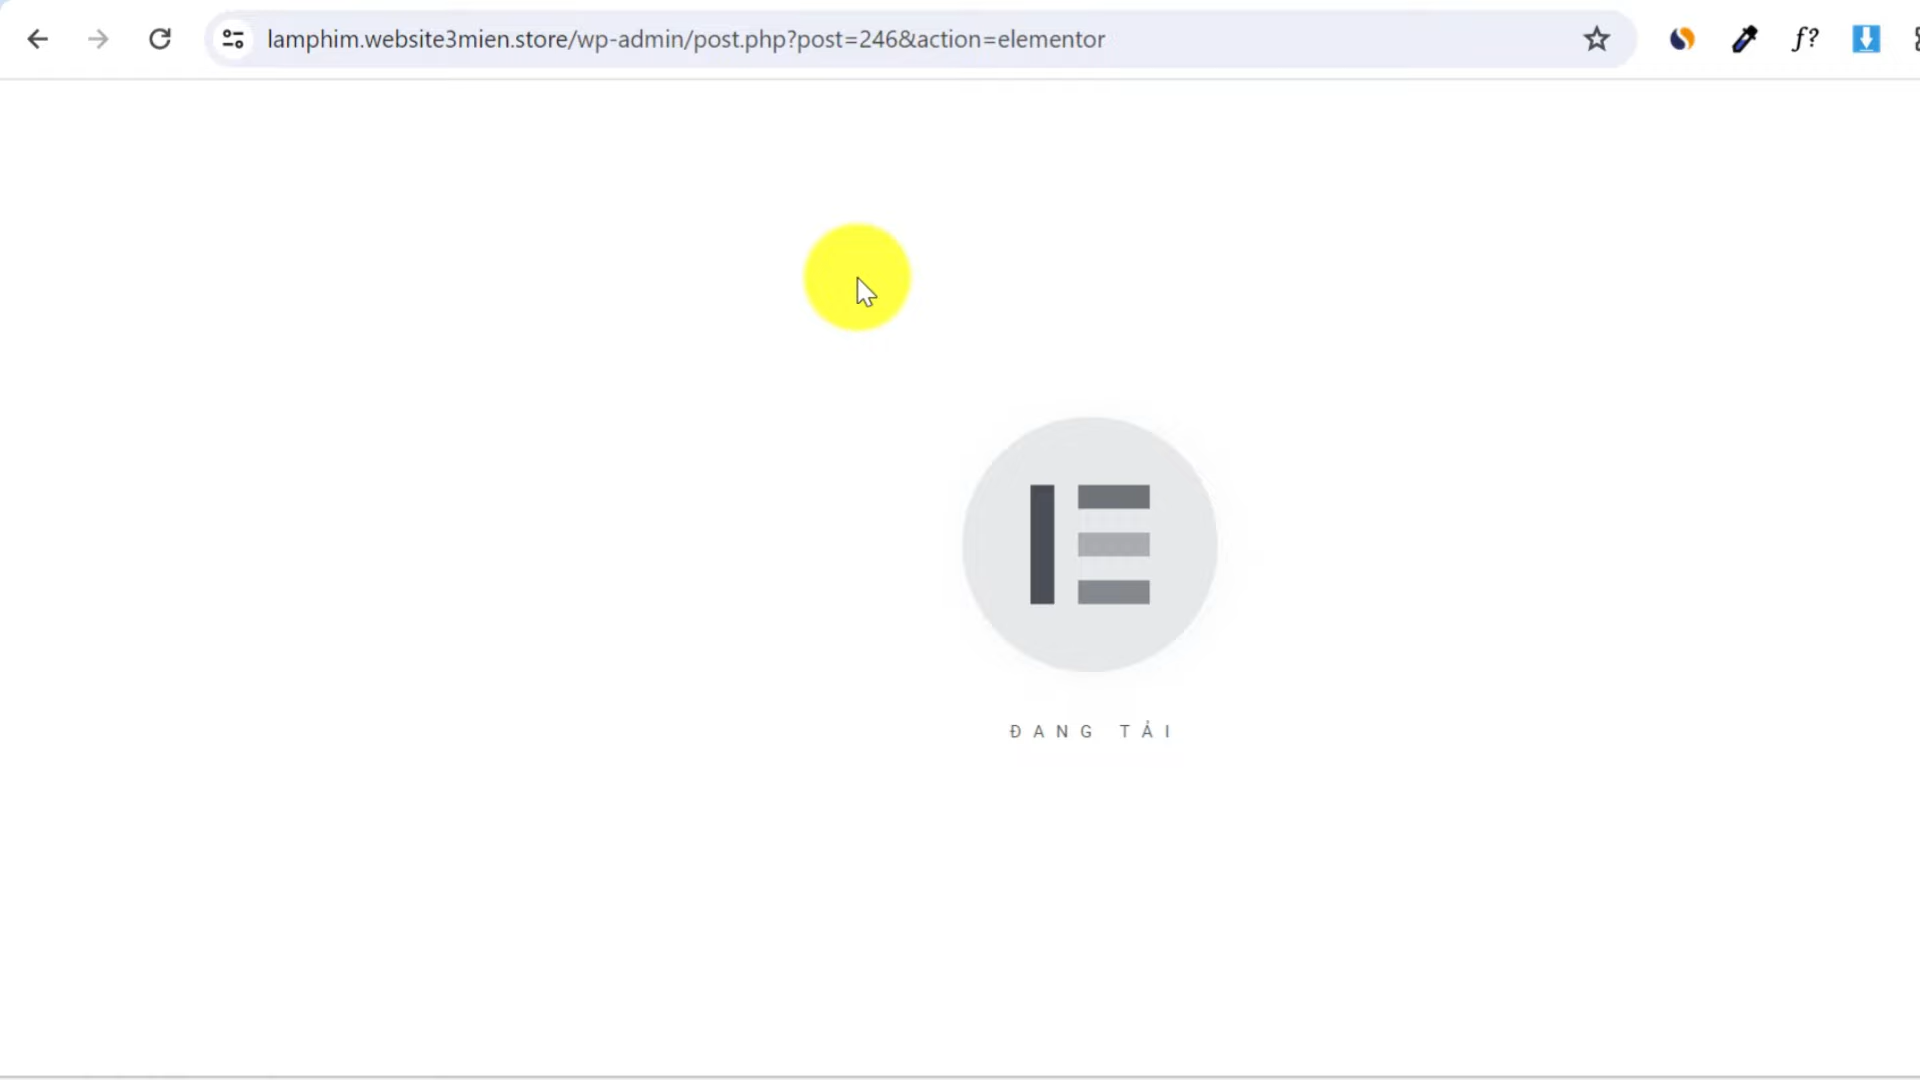 lamphim.website3mien.store/wp-admin/post.php?post=246&action=elementor
f?
ĐANG TẢI